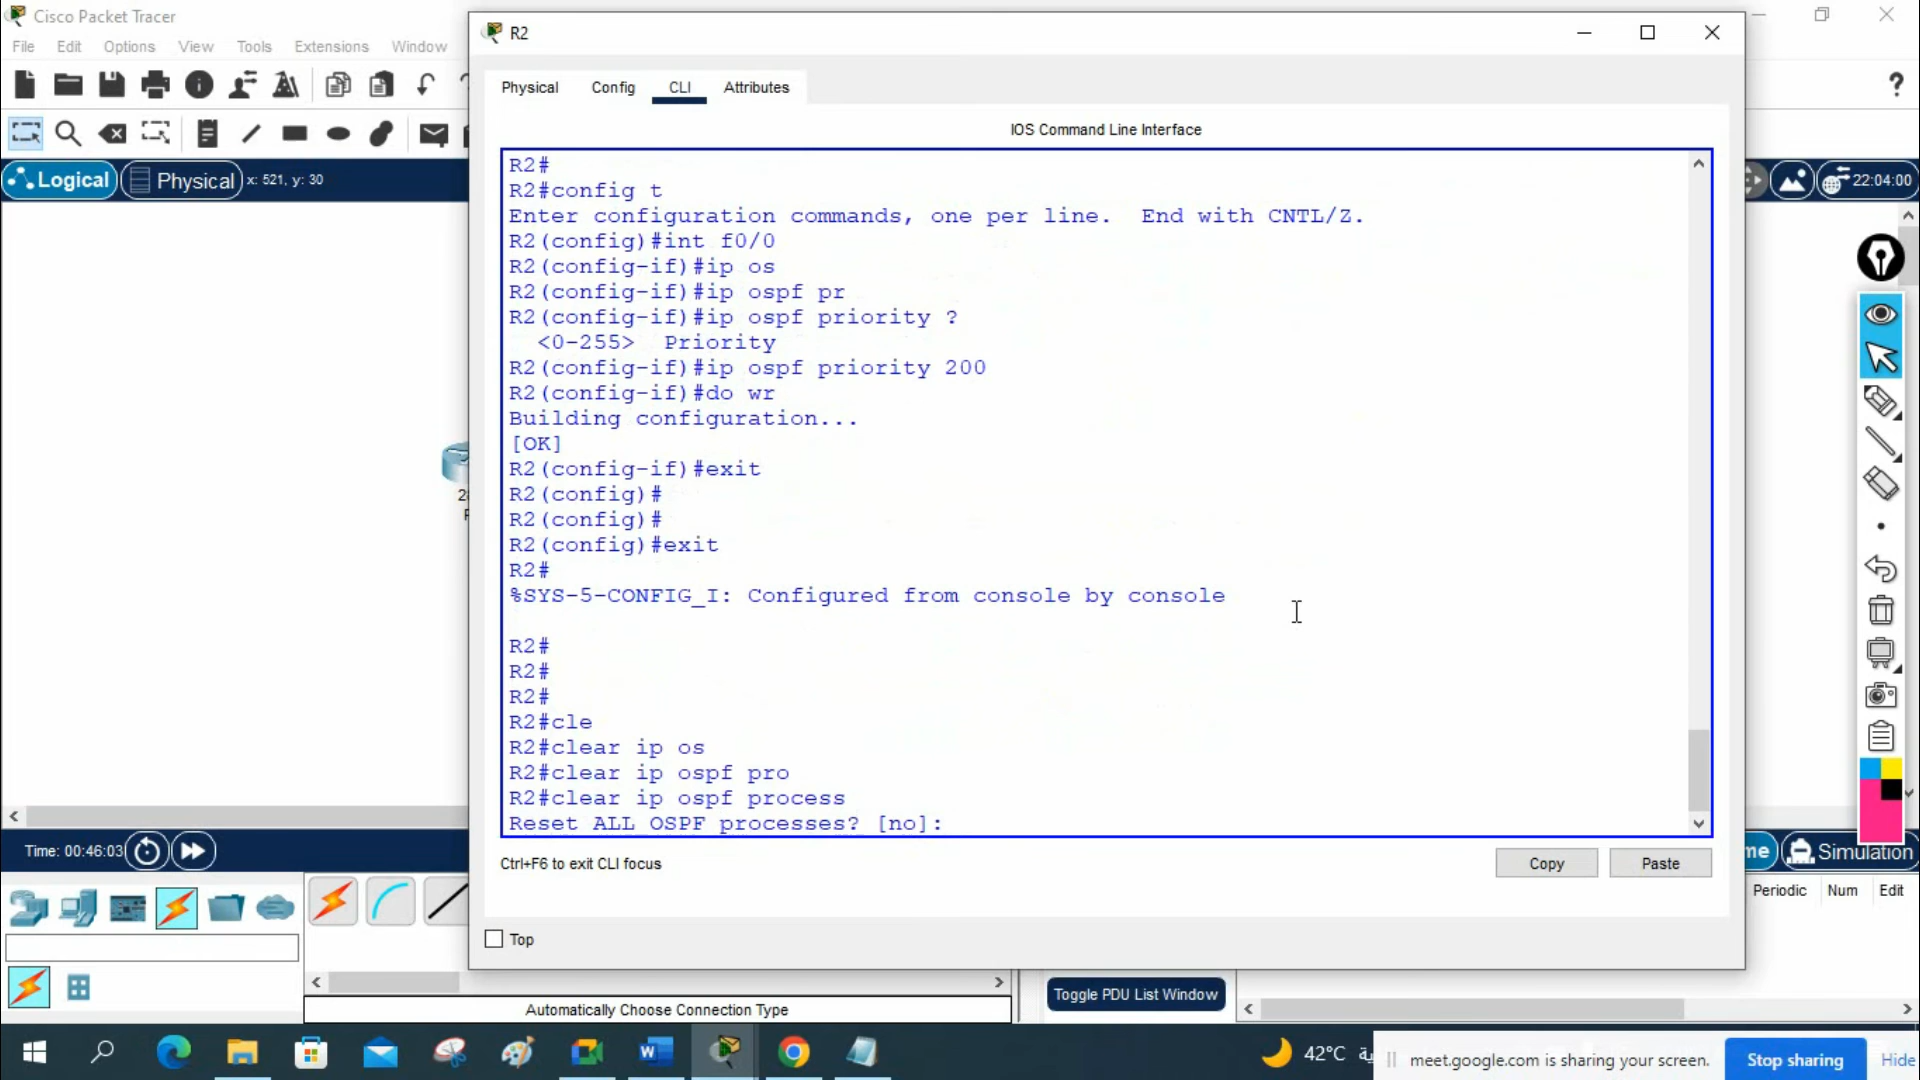 Cisco Packet Tracer
File Edit Options View Tools Extensions Window
Logical
Physical
x: 521, y: 30
22:04:00
R2
Physical Config CLI Attributes
IOS Command Line Interface
R2#
R2#config t
Enter configuration commands, one per line.  End with CNTL/Z.
R2(config)#int f0/0
R2(config-if)#ip os
R2(config-if)#ip ospf pr
R2(config-if)#ip ospf priority ?
  <0-255>  Priority
R2(config-if)#ip ospf priority 200
R2(config-if)#do wr
Building configuration...
[OK]
R2(config-if)#exit
R2(config)#
R2(config)#
R2(config)#exit
R2#
%SYS-5-CONFIG_I: Configured from console by console
R2#
R2#
R2#
R2#cle
R2#clear ip os
R2#clear ip ospf pro
R2#clear ip ospf process
Reset ALL OSPF processes? [no]:
Ctrl+F6 to exit CLI focus
Copy
Paste
Top
Time: 00:46:03
me
Simulation
Periodic Num Edit
Toggle PDU List Window
Automatically Choose Connection Type
42°C
meet.google.com is sharing your screen.
Stop sharing
Hide